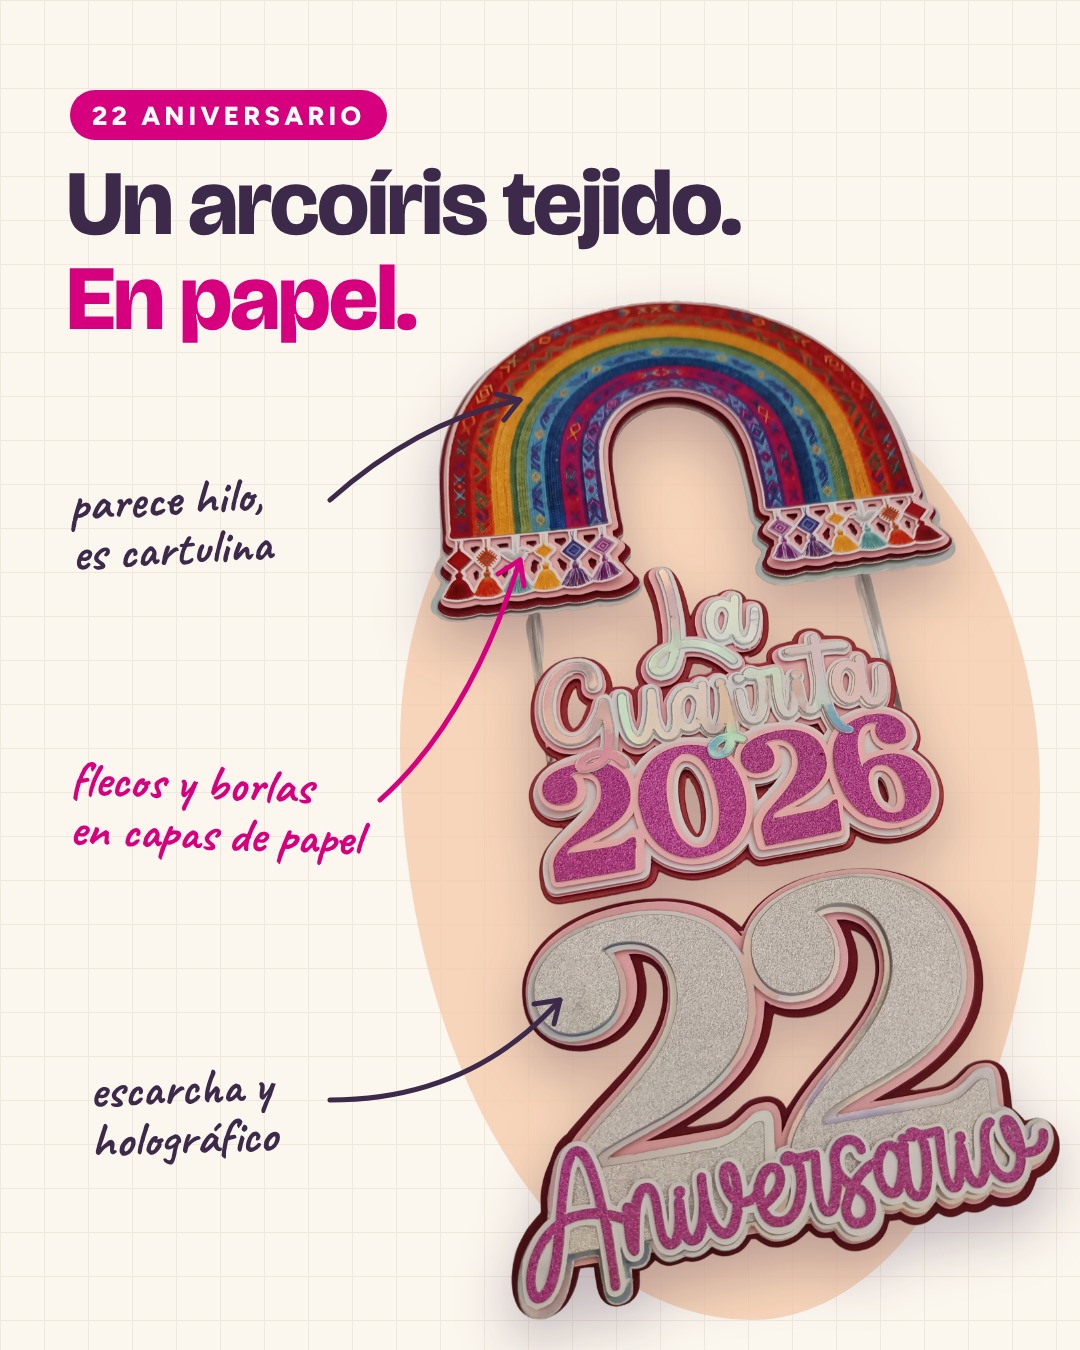 22 ANIVERSARIO
Un arcoíris tejido.
En papel.
parece hilo,
es cartulina
flecos y borlas
en capas de papel
escarcha y
holográfico
La
Guajirita
2026
22
Aniversario